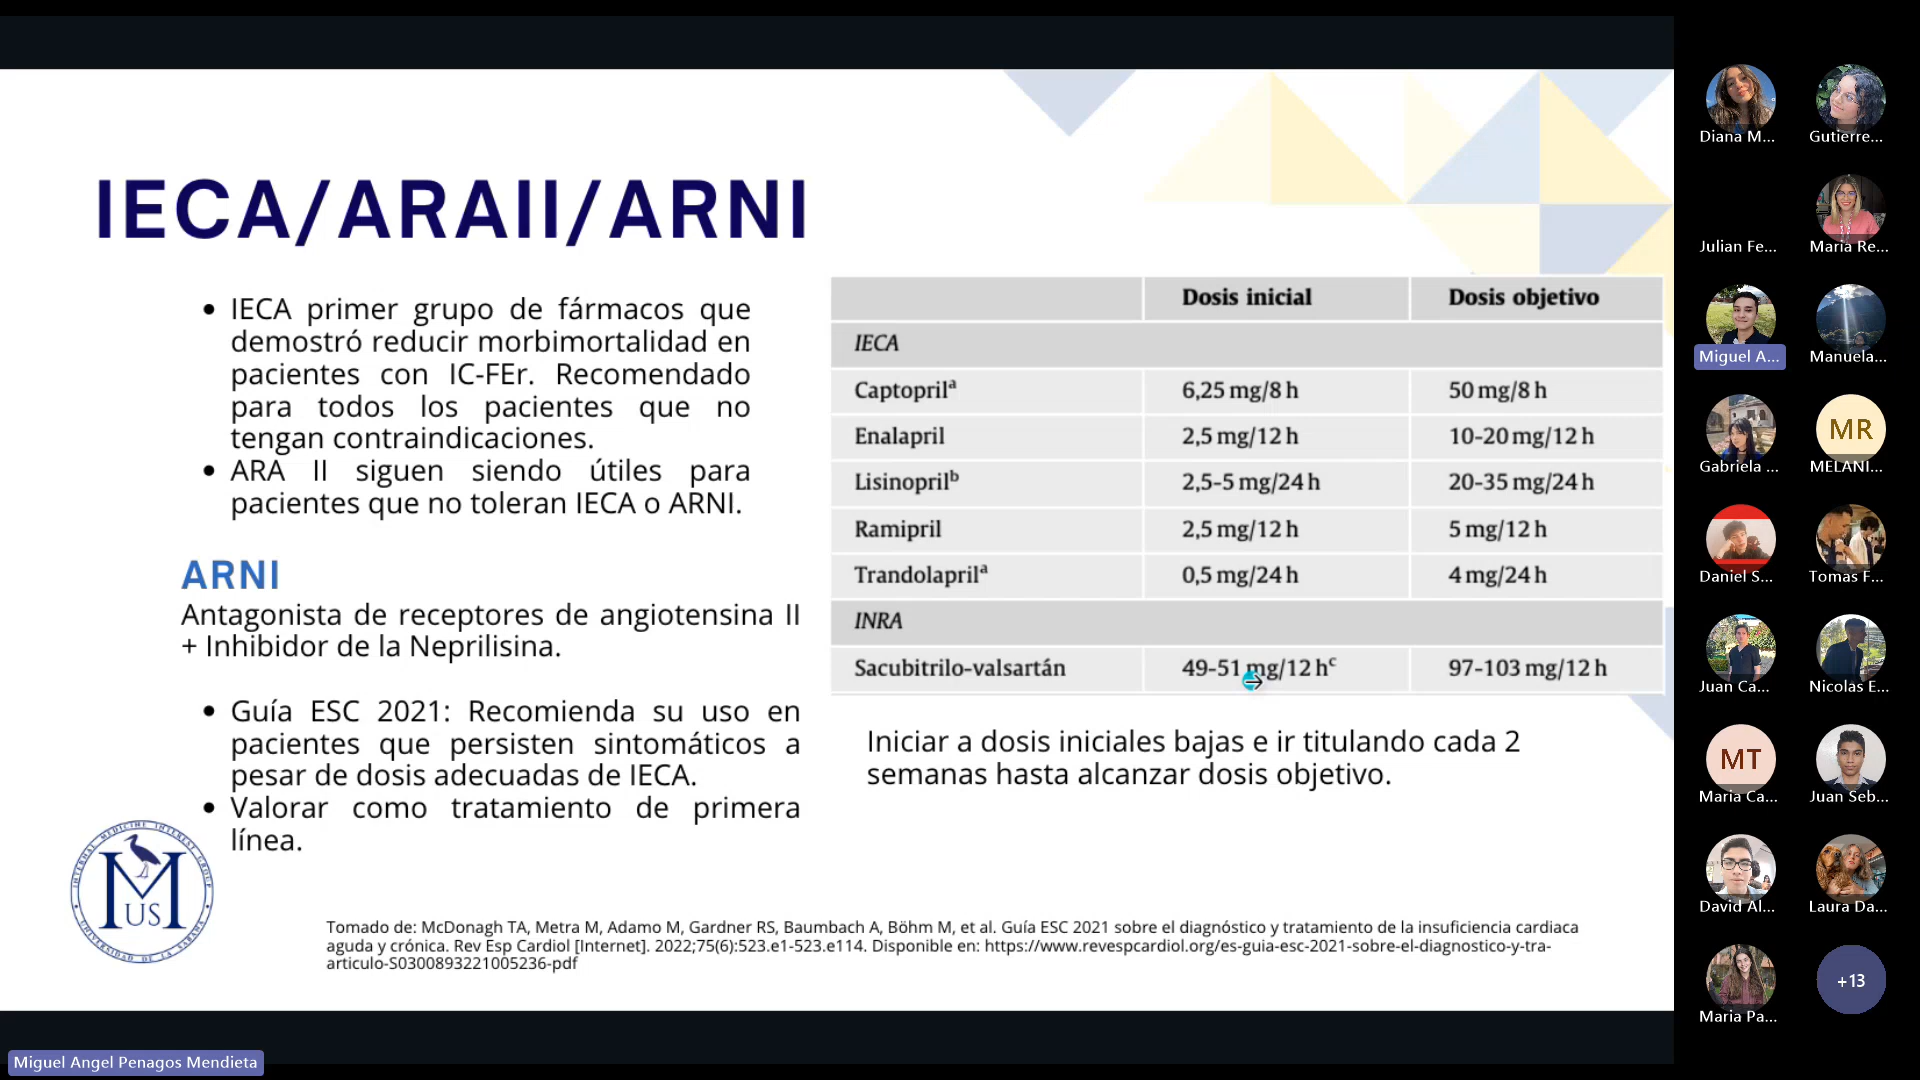 IECA/ARAII/ARNI
IECA primer grupo de fármacos que
demostró reducir morbimortalidad en
pacientes con IC-FEr. Recomendado
para todos los pacientes que no
tengan contraindicaciones.
ARA II siguen siendo útiles para
pacientes que no toleran IECA o ARNI.
ARNI
Antagonista de receptores de angiotensina II
+ Inhibidor de la Neprilisina.
Guía ESC 2021: Recomienda su uso en
pacientes que persisten sintomáticos a
pesar de dosis adecuadas de IECA.
Valorar como tratamiento de primera
línea.
Dosis inicial Dosis objetivo
IECA
Captoprilᵃ 6,25 mg/8 h 50 mg/8 h
Enalapril 2,5 mg/12 h 10-20 mg/12 h
Lisinoprilᵇ 2,5-5 mg/24 h 20-35 mg/24 h
Ramipril 2,5 mg/12 h 5 mg/12 h
Trandolaprilᵃ 0,5 mg/24 h 4 mg/24 h
INRA
Sacubitrilo-valsartán 49-51 mg/12 hᶜ 97-103 mg/12 h
Iniciar a dosis iniciales bajas e ir titulando cada 2
semanas hasta alcanzar dosis objetivo.
INTERNAL MEDICINE INTEREST GROUP
M
US
UNIVERSIDAD DE LA SABANA
Tomado de: McDonagh TA, Metra M, Adamo M, Gardner RS, Baumbach A, Böhm M, et al. Guía ESC 2021 sobre el diagnóstico y tratamiento de la insuficiencia cardiaca
aguda y crónica. Rev Esp Cardiol [Internet]. 2022;75(6):523.e1-523.e114. Disponible en: https://www.revespcardiol.org/es-guia-esc-2021-sobre-el-diagnostico-y-tra-
articulo-S0300893221005236-pdf
Diana M... Gutierre...
Julian Fe... Maria Re...
Miguel A... Manuela...
Gabriela ... MR MELANI...
Daniel S... Tomas F...
Juan Ca... Nicolas E...
MT Maria Ca... Juan Seb...
David Al... Laura Da...
Maria Pa... +13
Miguel Angel Penagos Mendieta